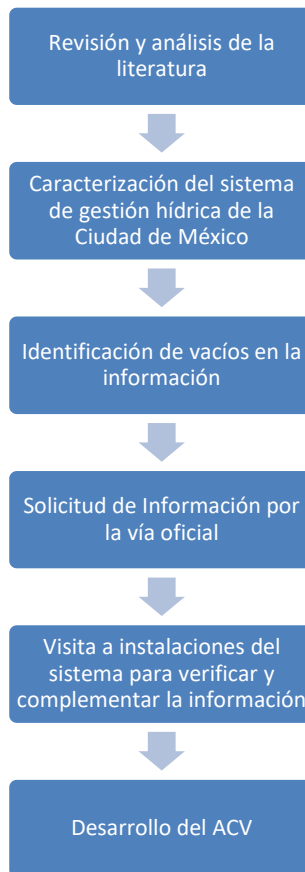 Revisión y análisis de la
literatura
Caracterización del sistema
de gestión hídrica de la
Ciudad de México
Identificación de vacíos en la
información
Solicitud de Información por
la vía oficial
Visita a instalaciones del
sistema para verificar y
complementar la información
Desarrollo del ACV